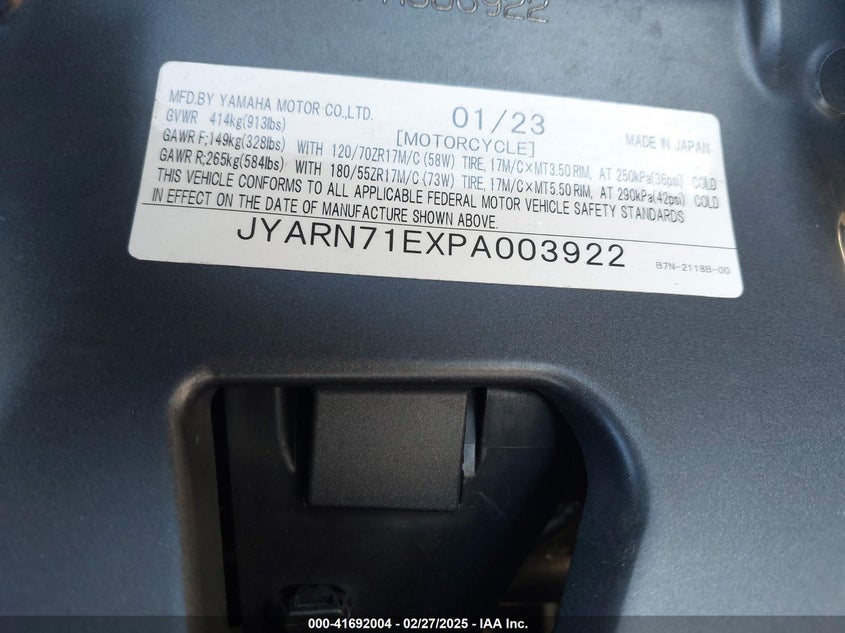 MFD.BY YAMAHA MOTOR CO.,LTD. 01/23
GVWR 414kg(913lbs) [MOTORCYCLE] MADE IN JAPAN
GAWR F;149kg(328lbs) WITH 120/70ZR17M/C (58W) TIRE, 17M/C×MT3.50 RIM, AT 250kPa(36psi) COLD
GAWR R;265kg(584lbs) WITH 180/55ZR17M/C (73W) TIRE, 17M/C×MT5.50 RIM, AT 290kPa(42psi) COLD
THIS VEHICLE CONFORMS TO ALL APPLICABLE FEDERAL MOTOR VEHICLE SAFETY STANDARDS
IN EFFECT ON THE DATE OF MANUFACTURE SHOWN ABOVE.
JYARN71EXPA003922
B7N-2118B-00
000-41692004 / 02/27/2025 - IAA Inc.